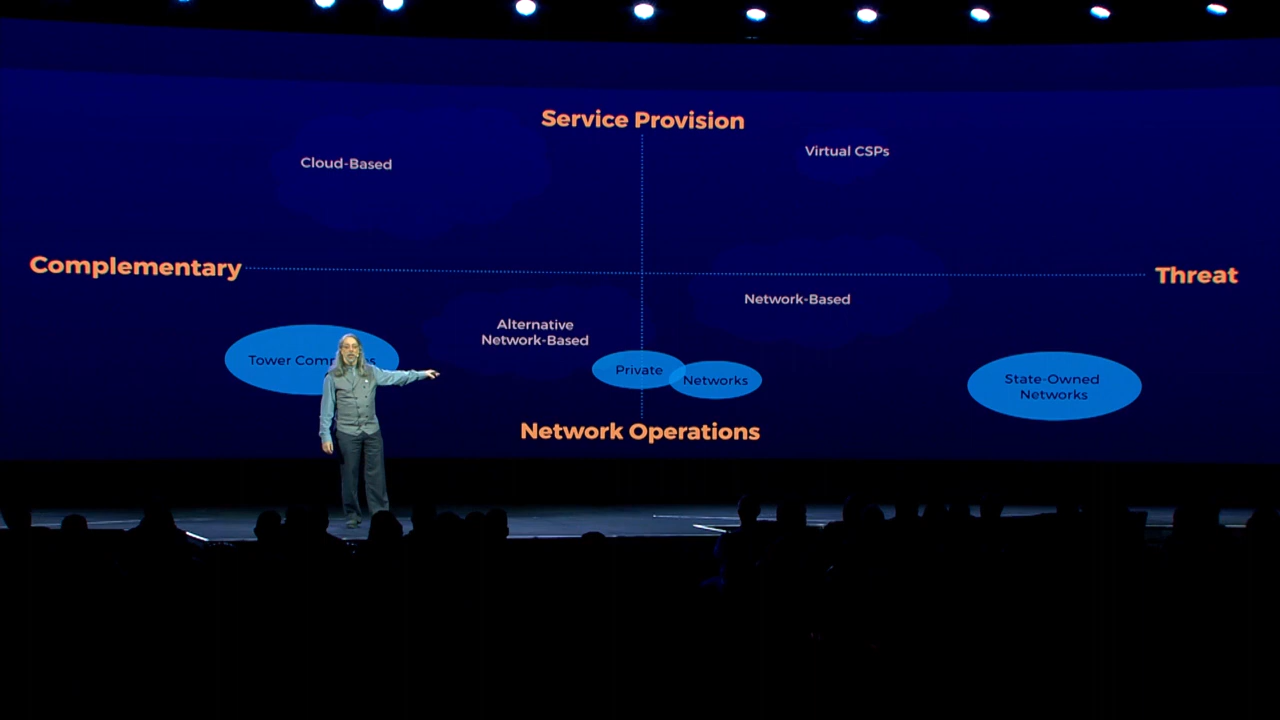 Service Provision
Cloud-Based
Virtual CSPs
Complementary
Threat
Network-Based
Alternative
Network-Based
Tower
Private
Networks
State-Owned
Networks
Network Operations